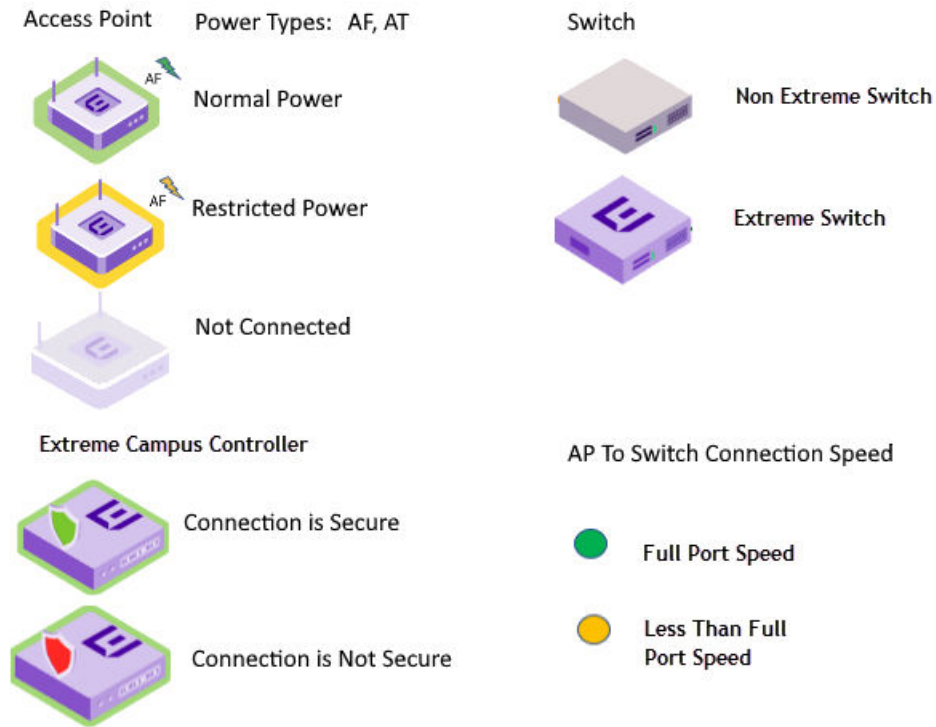 Access Point
Power Types: AF, AT
Switch
AF
Normal Power
Non Extreme Switch
AF
Restricted Power
Extreme Switch
Not Connected
Extreme Campus Controller
AP To Switch Connection Speed
Connection is Secure
Full Port Speed
Connection is Not Secure
Less Than Full
Port Speed